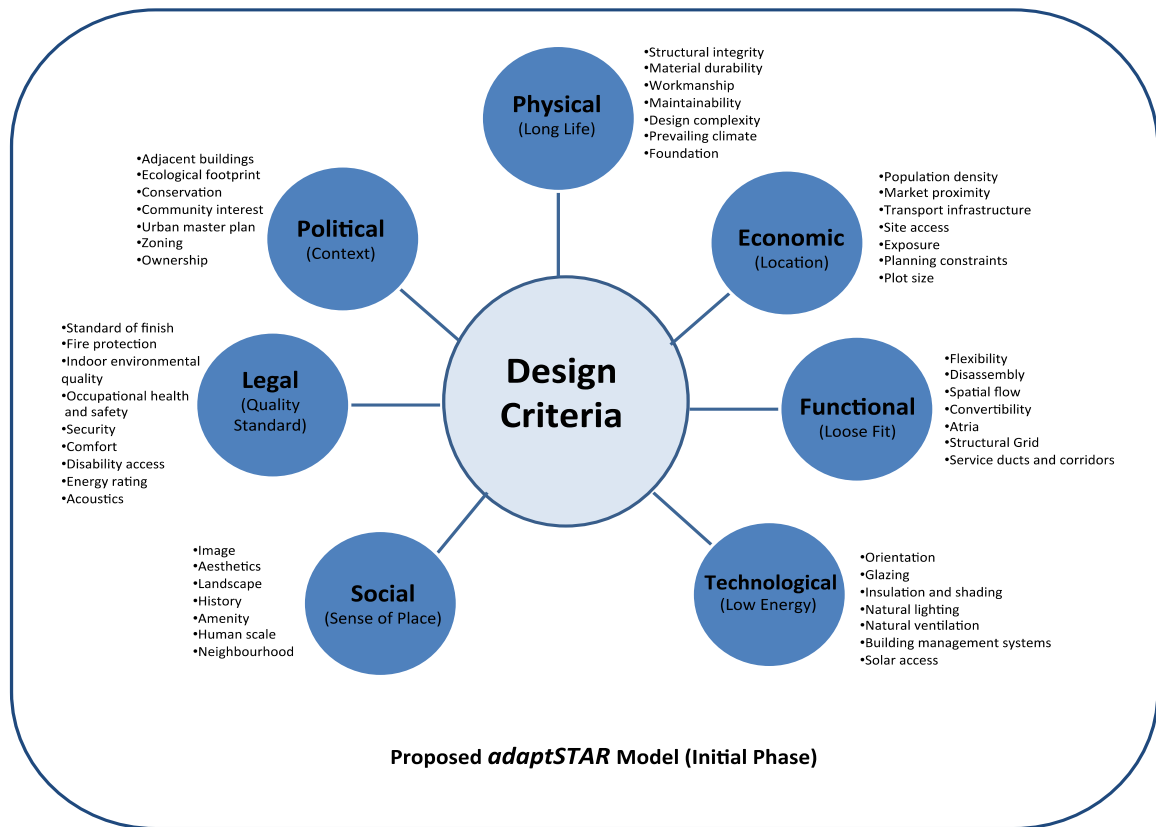 Physical
(Long Life)
•Structural integrity
•Material durability
•Workmanship
•Maintainability
•Design complexity
•Prevailing climate
•Foundation
Economic
(Location)
•Population density
•Market proximity
•Transport infrastructure
•Site access
•Exposure
•Planning constraints
•Plot size
Functional
(Loose Fit)
•Flexibility
•Disassembly
•Spatial flow
•Convertibility
•Atria
•Structural Grid
•Service ducts and corridors
Technological
(Low Energy)
•Orientation
•Glazing
•Insulation and shading
•Natural lighting
•Natural ventilation
•Building management systems
•Solar access
Social
(Sense of Place)
•Image
•Aesthetics
•Landscape
•History
•Amenity
•Human scale
•Neighbourhood
Legal
(Quality
Standard)
•Standard of finish
•Fire protection
•Indoor environmental
quality
•Occupational health
and safety
•Security
•Comfort
•Disability access
•Energy rating
•Acoustics
Political
(Context)
•Adjacent buildings
•Ecological footprint
•Conservation
•Community interest
•Urban master plan
•Zoning
•Ownership
Design
Criteria
Proposed adaptSTAR Model (Initial Phase)